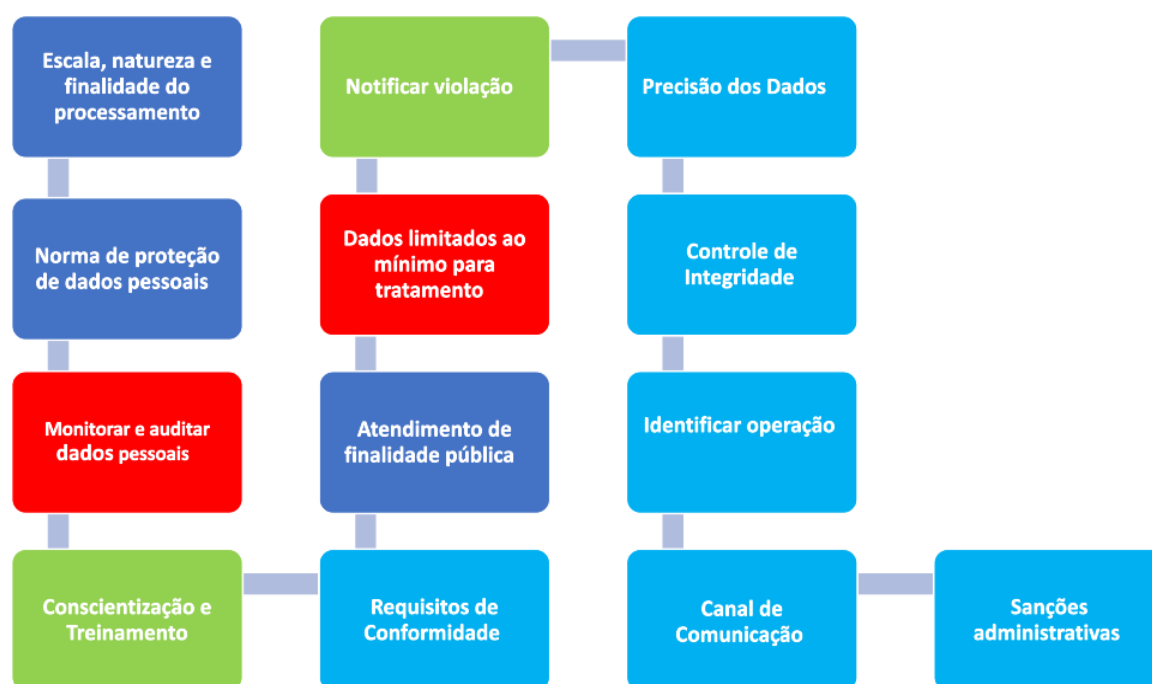 Escala, natureza e
finalidade do
processamento
Norma de proteção
de dados pessoais
Monitorar e auditar
dados pessoais
Conscientização e
Treinamento
Requisitos de
Conformidade
Atendimento de
finalidade pública
Dados limitados ao
mínimo para
tratamento
Notificar violação
Precisão dos Dados
Controle de
Integridade
Identificar operação
Canal de
Comunicação
Sanções
administrativas